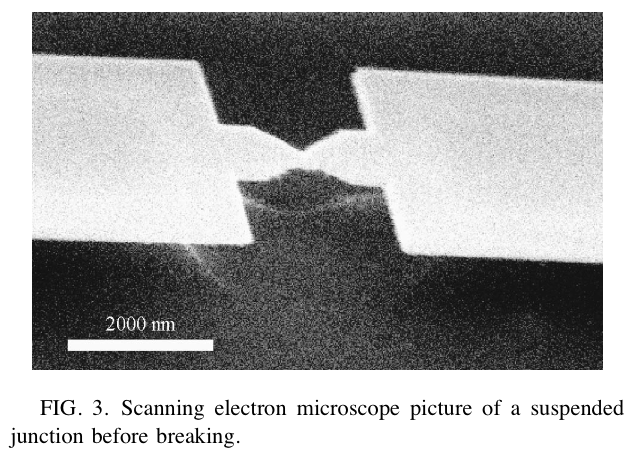 2000 nm
FIG. 3. Scanning electron microscope picture of a suspended
junction before breaking.